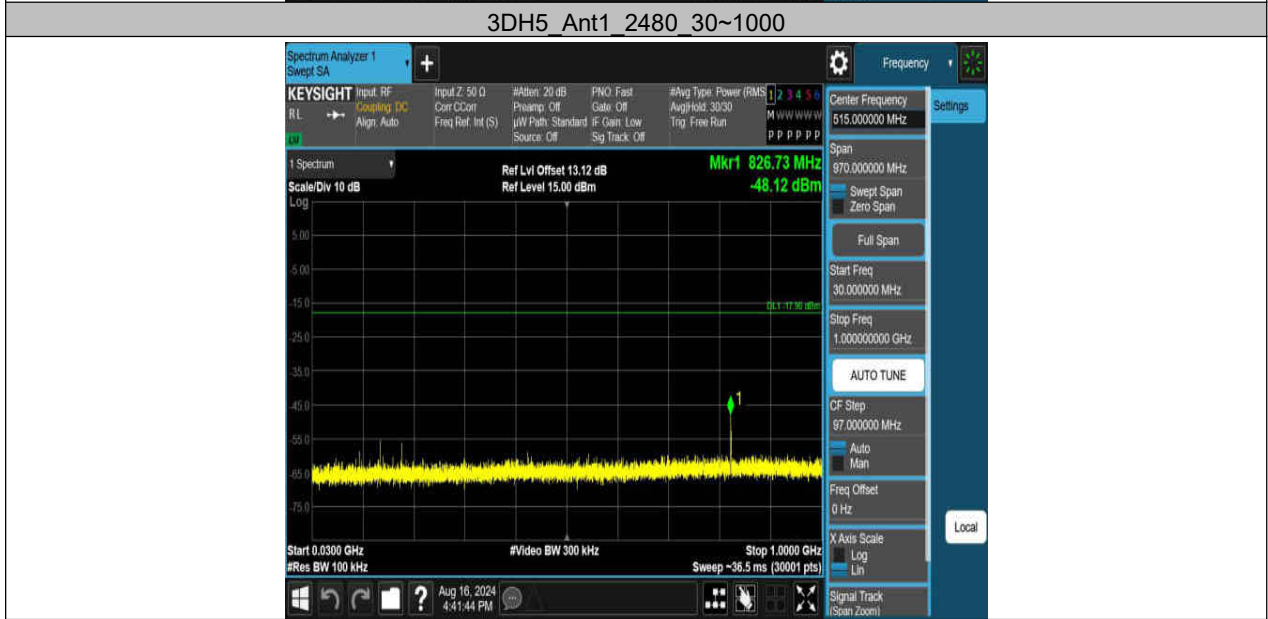 3DH5_Ant1_2480_30~1000
Spectrum Analyzer 1
Swept SA
+
Frequency
KEYSIGHT
RL
Input: RF
Coupling: DC
Align: Auto
Input Z: 50 Ω
Corr CCorr
Freq Ref: Int (S)
#Atten: 20 dB
Preamp: Off
µW Path: Standard
Source: Off
PNO: Fast
Gate: Off
IF Gain: Low
Sig Track: Off
#Avg Type: Power (RMS
Avg|Hold: 30/30
Trig: Free Run
1 2 3 4 5 6
M W W W W W
P P P P P P
Center Frequency
515.000000 MHz
Settings
1 Spectrum
Ref Lvl Offset 13.12 dB
Mkr1 826.73 MHz
Scale/Div 10 dB
Ref Level 15.00 dBm
-48.12 dBm
Log
5.00
-5.00
-15.0
DL1 -17.90 dBm
-25.0
-35.0
-45.0
1
-55.0
-65.0
-75.0
Start 0.0300 GHz
#Video BW 300 kHz
Stop 1.0000 GHz
#Res BW 100 kHz
Sweep ~36.5 ms (30001 pts)
Span
970.000000 MHz
Swept Span
Zero Span
Full Span
Start Freq
30.000000 MHz
Stop Freq
1.000000000 GHz
AUTO TUNE
CF Step
97.000000 MHz
Auto
Man
Freq Offset
0 Hz
X Axis Scale
Log
Lin
Local
Signal Track
(Span Zoom)
?
Aug 16, 2024
4:41:44 PM